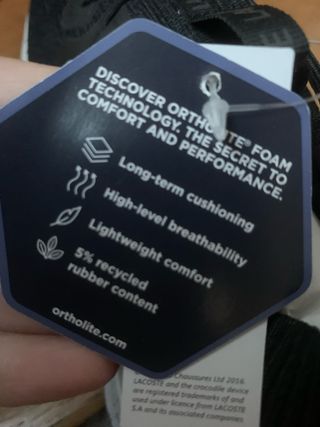 DISCOVER ORTHOLITE® FOAM
TECHNOLOGY. THE SECRET TO
COMFORT AND PERFORMANCE.
Long-term cushioning
High-level breathability
Lightweight comfort
5% recycled
rubber content
ortholite.com
Chaussures Ltd 2016.
LACOSTE and the crocodile device
are registered trademarks of and
used under licence from LACOSTE
S.A and its associated companies